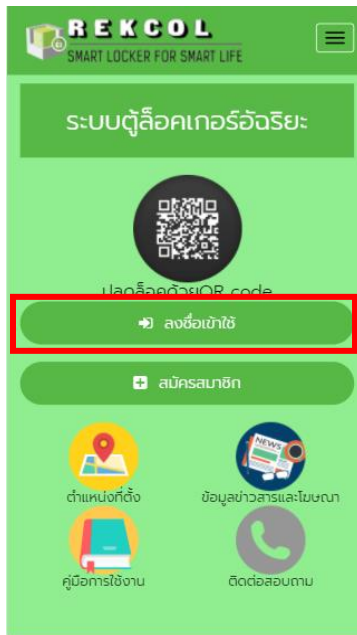 REKCOL
SMART LOCKER FOR SMART LIFE
ระบบตู้ล็อคเกอร์อัฉริยะ
ปลดล็อคด้วยQR code
ลงชื่อเข้าใช้
สมัครสมาชิก
ตำแหน่งที่ตั้ง
NEWS
ข้อมูลข่าวสารและโฆษณา
คู่มือการใช้งาน
ติดต่อสอบถาม